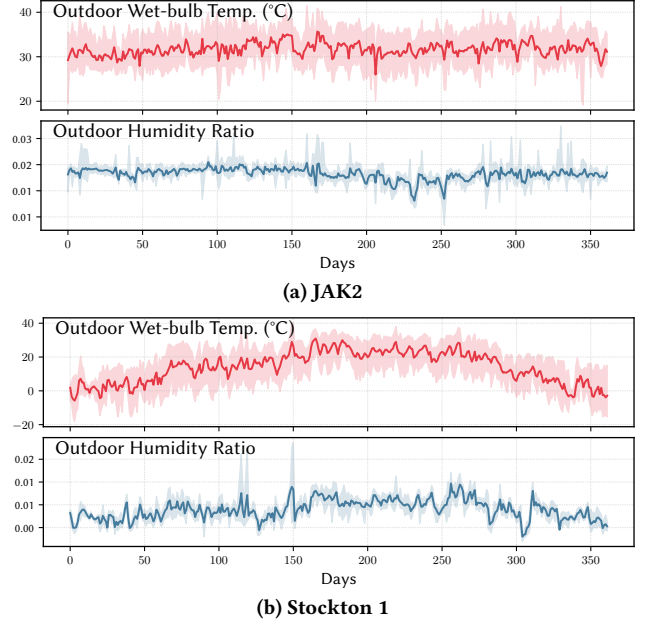 Outdoor Wet-bulb Temp. (°C)
40
30
20
Outdoor Humidity Ratio
0.03
0.02
0.01
0.01
0 50 100 150 200 250 300 350
Days
(a) JAK2
Outdoor Wet-bulb Temp. (°C)
40
20
0
−20
Outdoor Humidity Ratio
0.02
0.01
0.01
0.00
0 50 100 150 200 250 300 350
Days
(b) Stockton 1